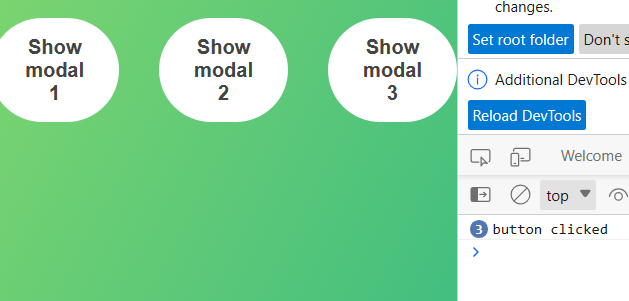 Show
modal
1
Show
modal
2
Show
modal
3
changes.
Set root folder
Don't s
Additional DevTools
Reload DevTools
Welcome
top
3 button clicked